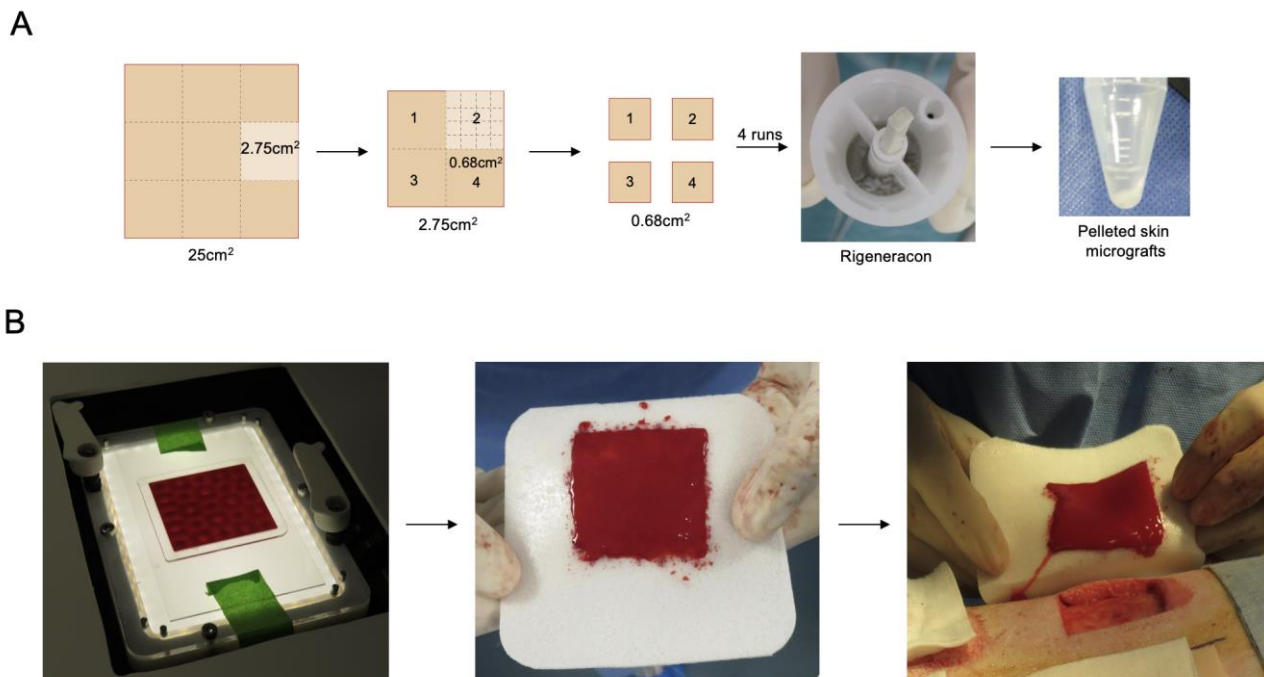 A
2.75cm²
25cm²
1 2
0.68cm²
3 4
2.75cm²
1 2
3 4
0.68cm²
4 runs
Rigeneracon
Pelleted skin
micrografts
B